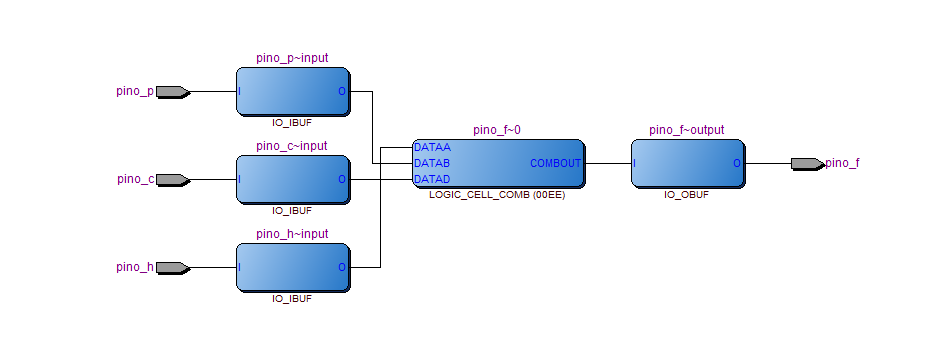 pino_p~input
pino_p
I
O
IO_IBUF
pino_c~input
pino_c
I
O
IO_IBUF
pino_h~input
pino_h
I
O
IO_IBUF
pino_f~0
DATAA
DATAB
COMBOUT
DATAD
LOGIC_CELL_COMB (00EE)
pino_f~output
I
O
IO_OBUF
pino_f